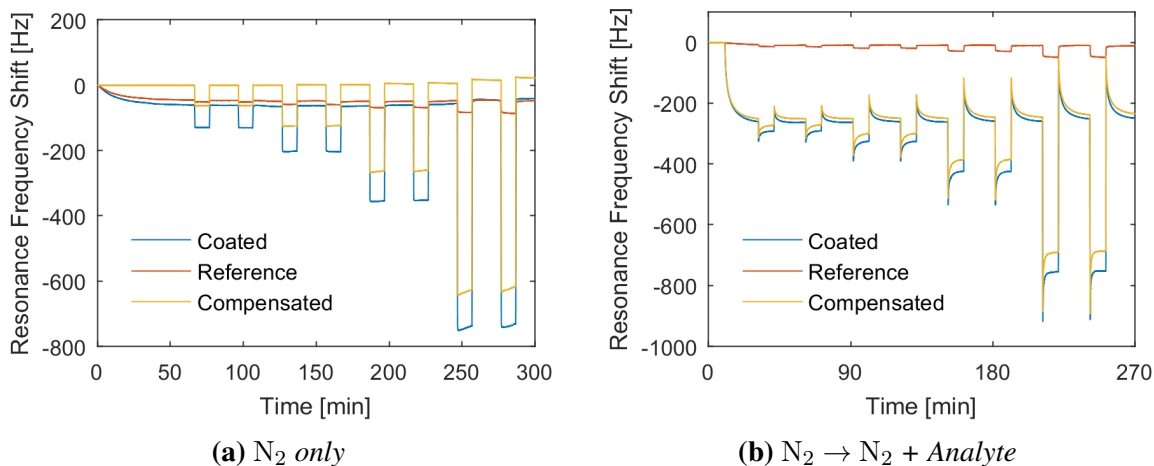 Resonance Frequency Shift [Hz]
200
0
-200
-400
-600
-800
Coated
Reference
Compensated
0 50 100 150 200 250 300
Time [min]
(a) N₂ only
Resonance Frequency Shift [Hz]
0
-200
-400
-600
-800
-1000
Coated
Reference
Compensated
0 90 180 270
Time [min]
(b) N₂ → N₂ + Analyte